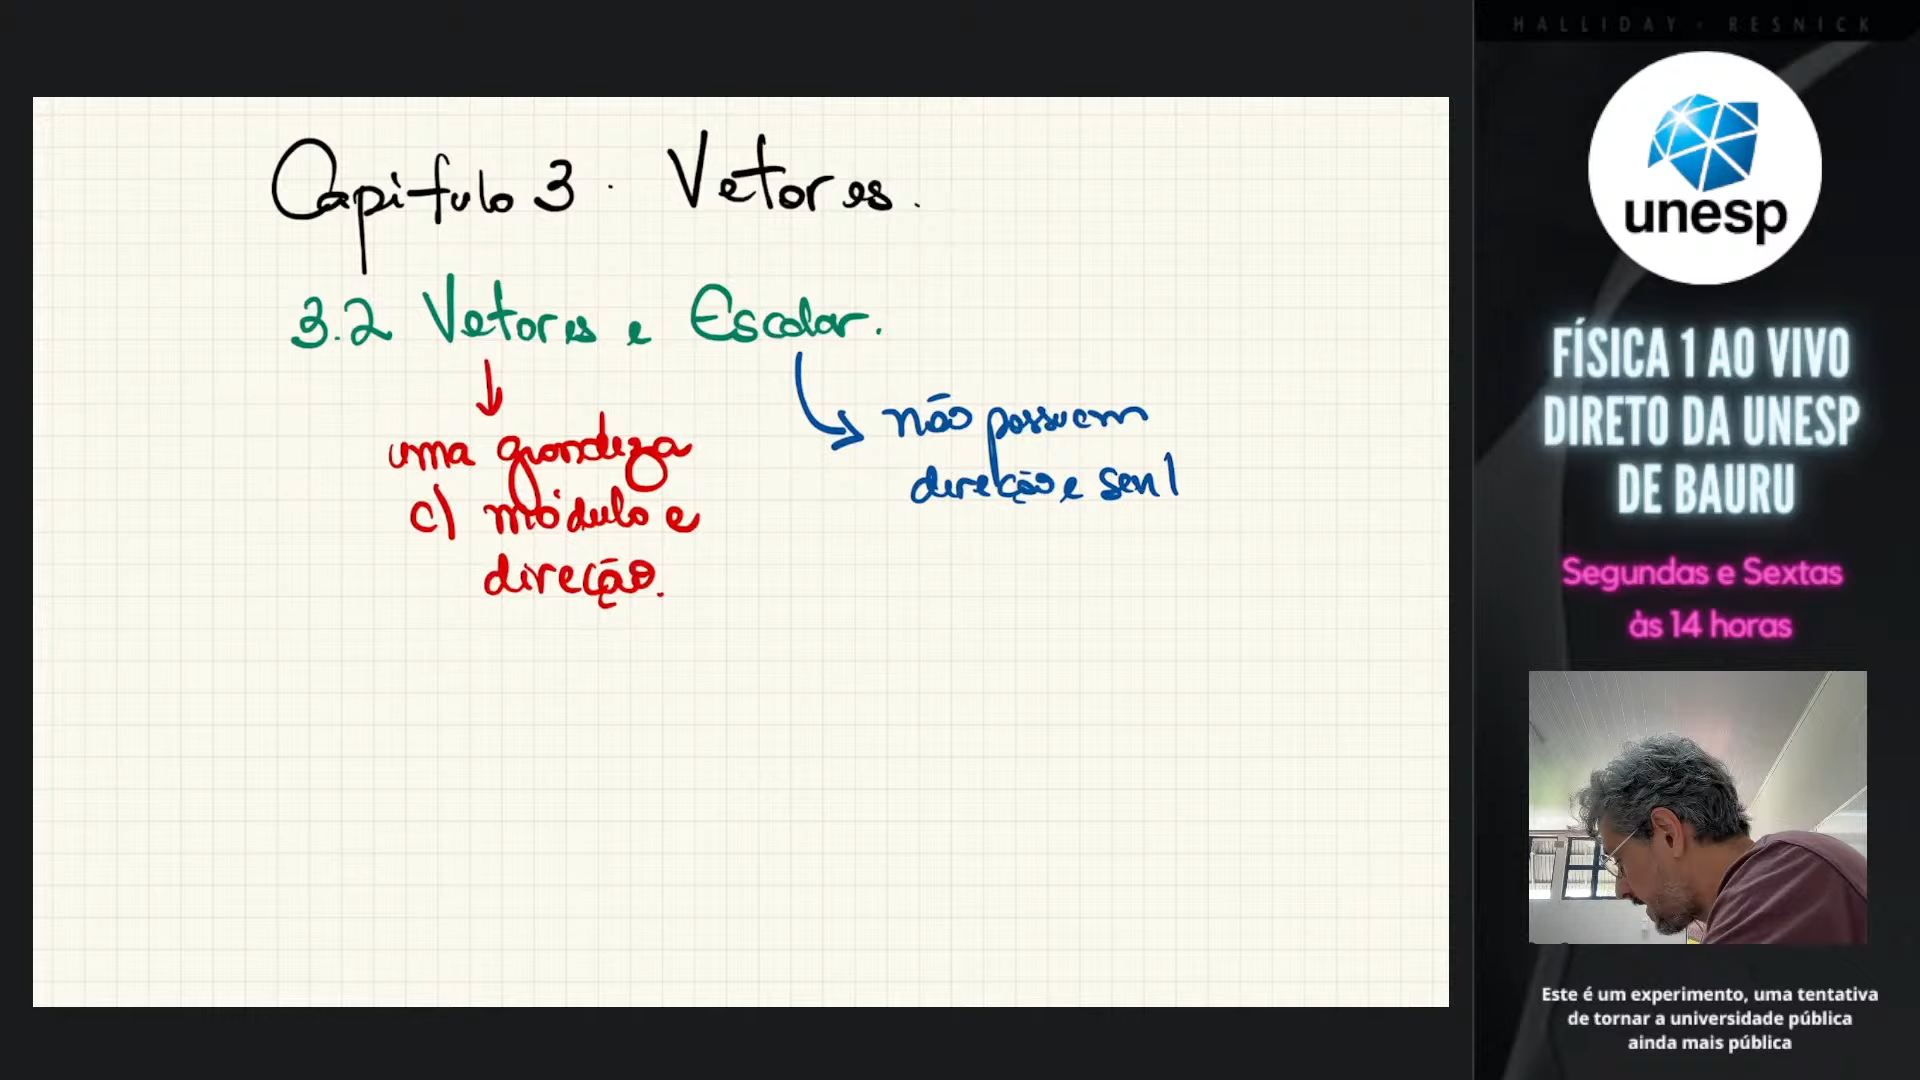 Capítulo 3. Vetores.
3.2 Vetores e Escalar.
uma grandeza
c/ módulo e
direção.
não possuem
direção e sent
HALLIDAY • RESNICK
unesp
FÍSICA 1 AO VIVO
DIRETO DA UNESP
DE BAURU
Segundas e Sextas
às 14 horas
Este é um experimento, uma tentativa
de tornar a universidade pública
ainda mais pública